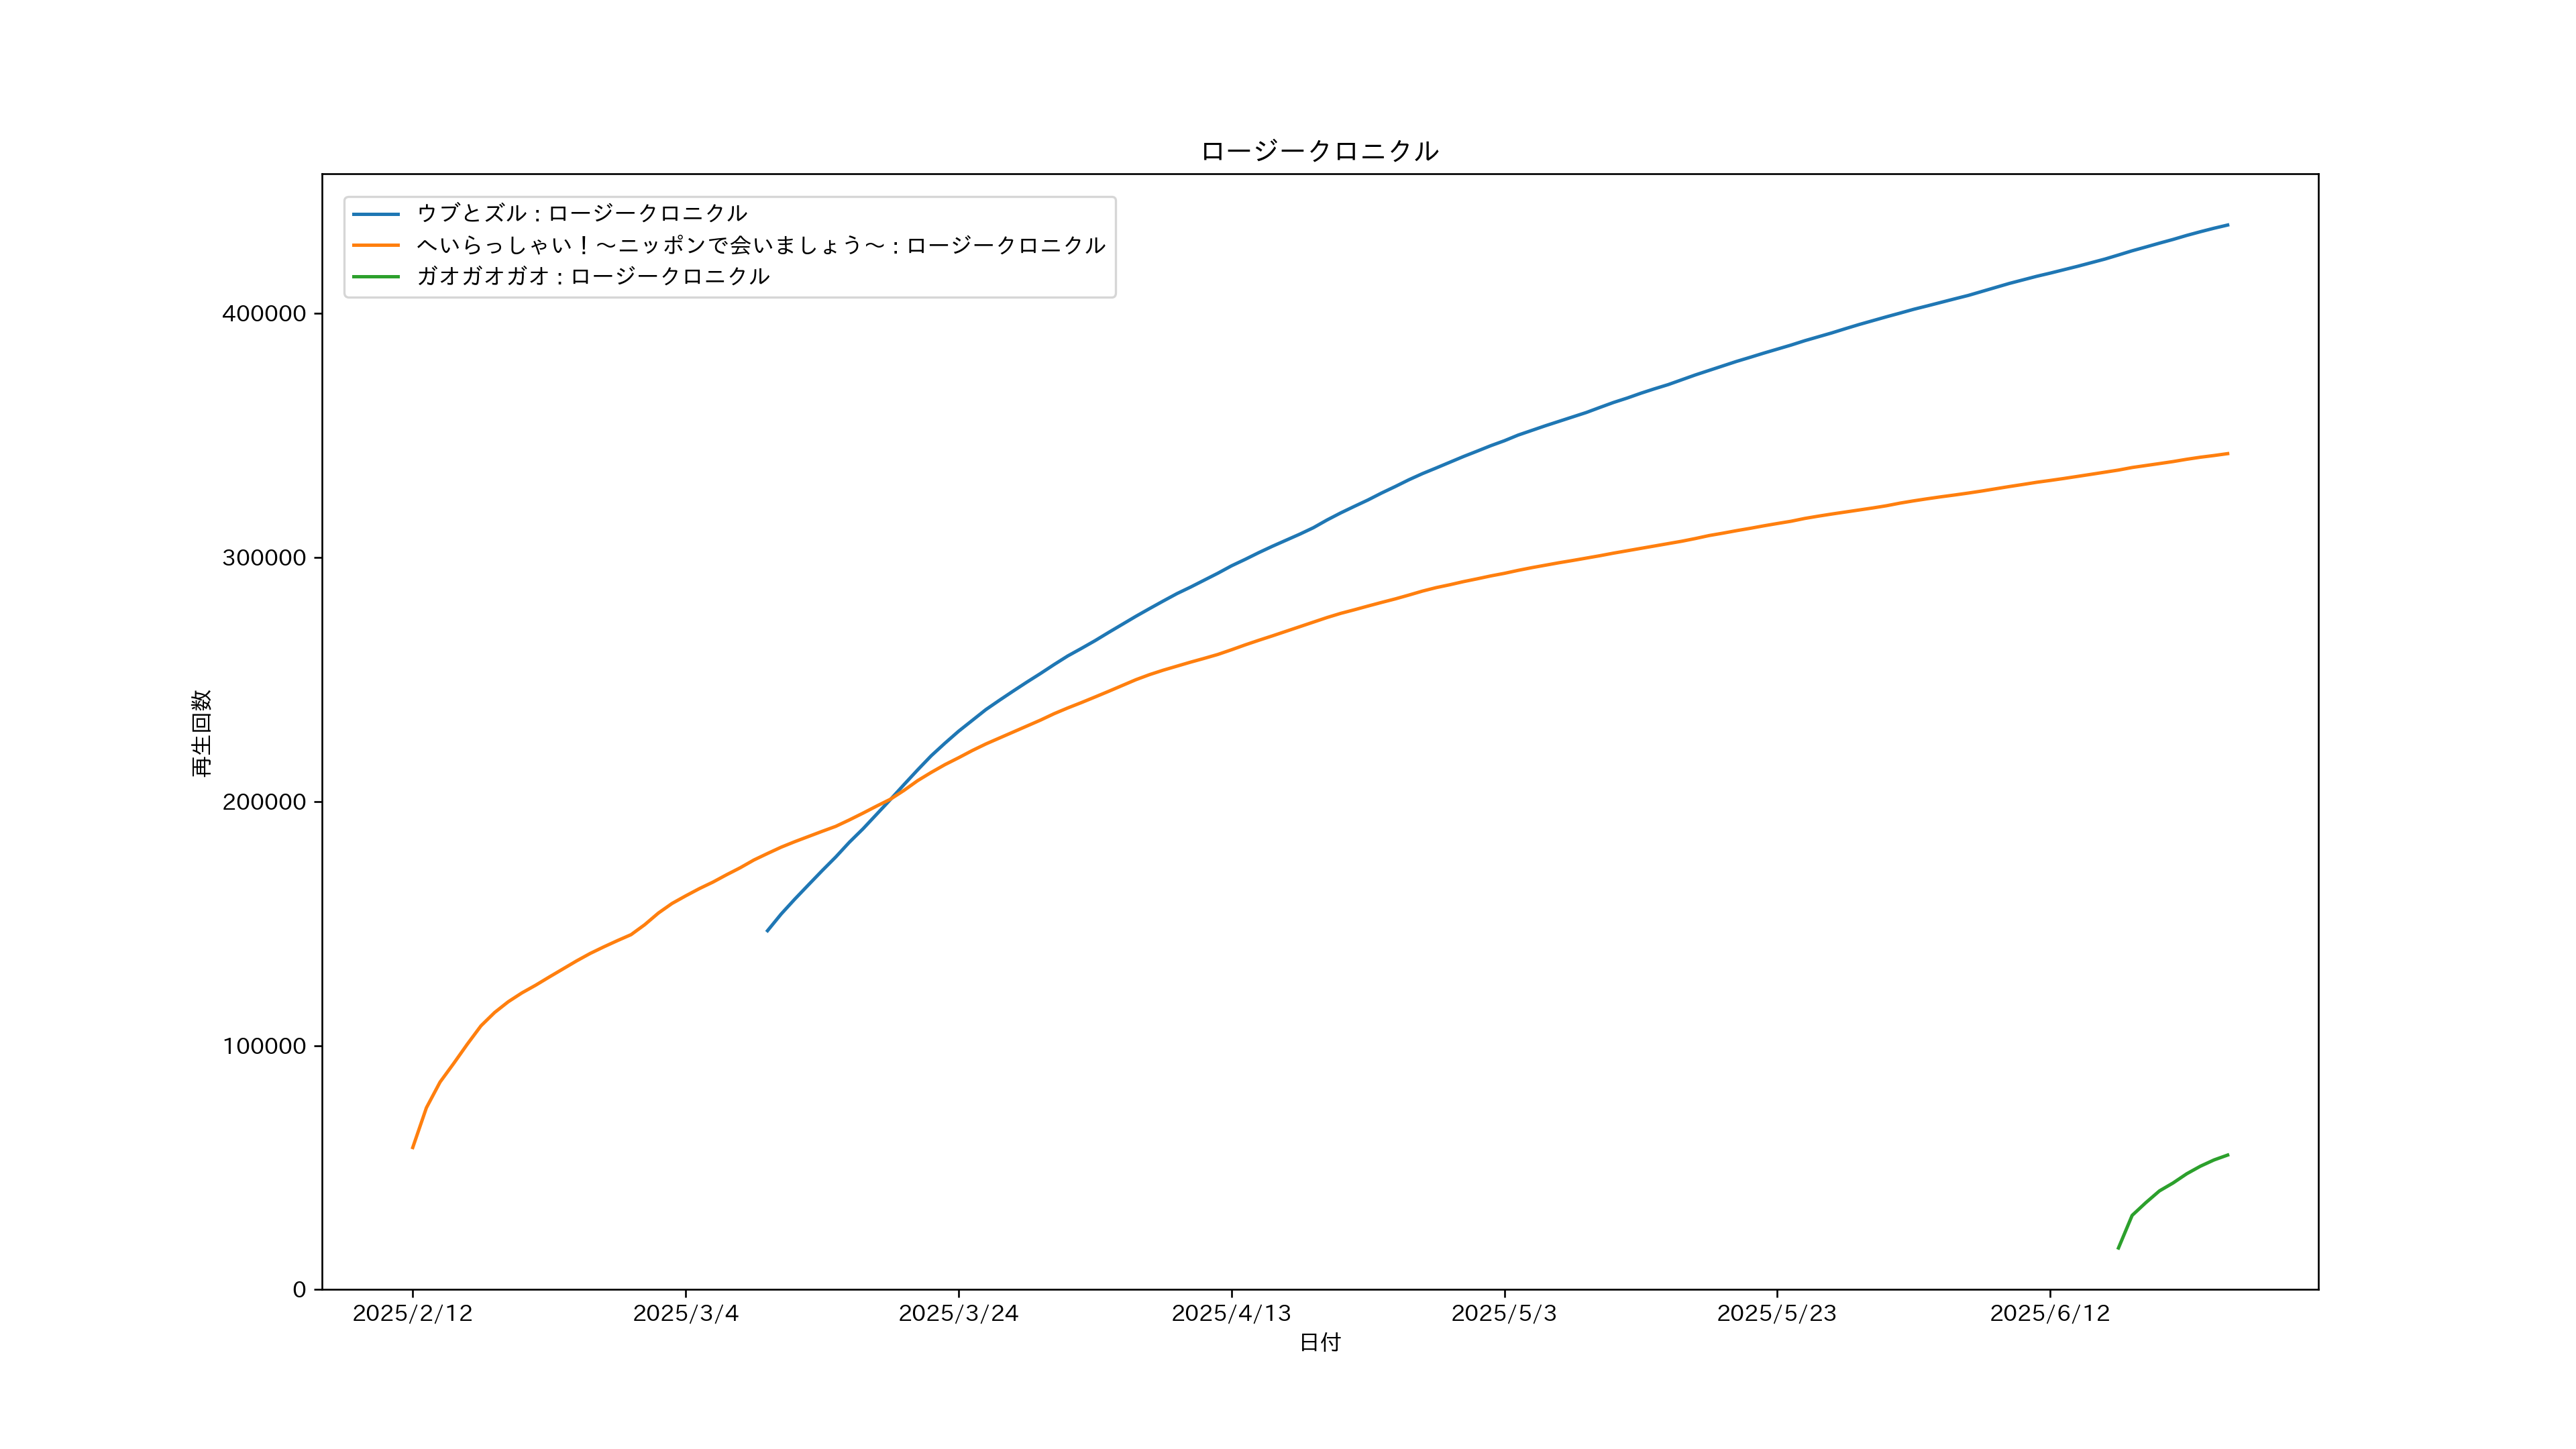 ロージークロニクル
ウブとズル : ロージークロニクル
へいらっしゃい！～ニッポンで会いましょう～ : ロージークロニクル
ガオガオガオ : ロージークロニクル
400000
300000
200000
100000
0
再生回数
2025/2/12 2025/3/4 2025/3/24 2025/4/13 2025/5/3 2025/5/23 2025/6/12
日付